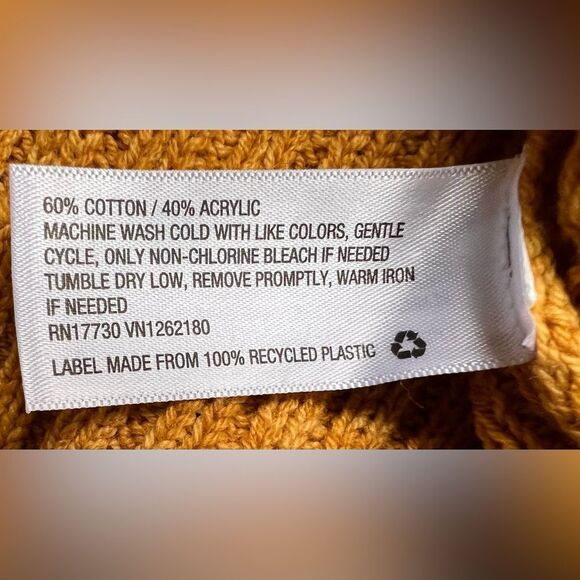 60% COTTON / 40% ACRYLIC
MACHINE WASH COLD WITH LIKE COLORS, GENTLE
CYCLE, ONLY NON-CHLORINE BLEACH IF NEEDED
TUMBLE DRY LOW, REMOVE PROMPTLY, WARM IRON
IF NEEDED
RN17730 VN1262180
LABEL MADE FROM 100% RECYCLED PLASTIC